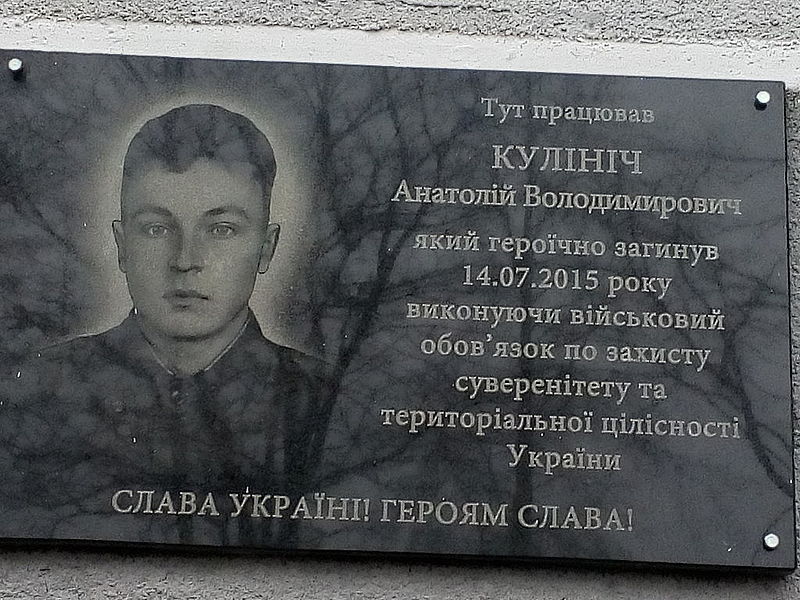 Тут працював
КУЛІНІЧ
Анатолій Володимирович
який героїчно загинув
14.07.2015 року
виконуючи військовий
обов’язок по захисту
суверенітету та
територіальної цілісності
України
СЛАВА УКРАЇНІ! ГЕРОЯМ СЛАВА!